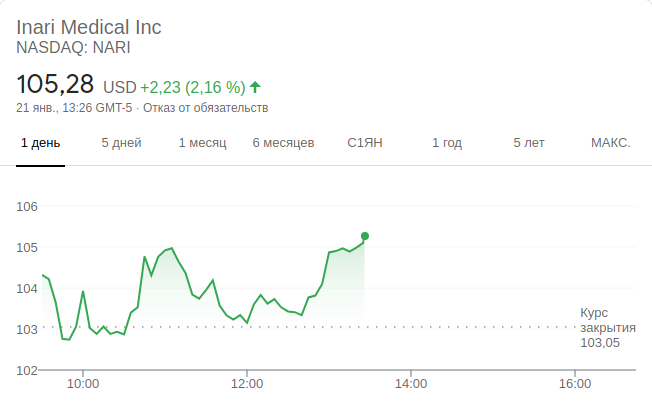 Inari Medical Inc
NASDAQ: NARI
105,28 USD +2,23 (2,16 %)
21 янв., 13:26 GMT-5 · Отказ от обязательств
1 день 5 дней 1 месяц 6 месяцев С1ЯН 1 год 5 лет МАКС.
106
105
104
103
102
Курс
закрытия
103,05
10:00 12:00 14:00 16:00